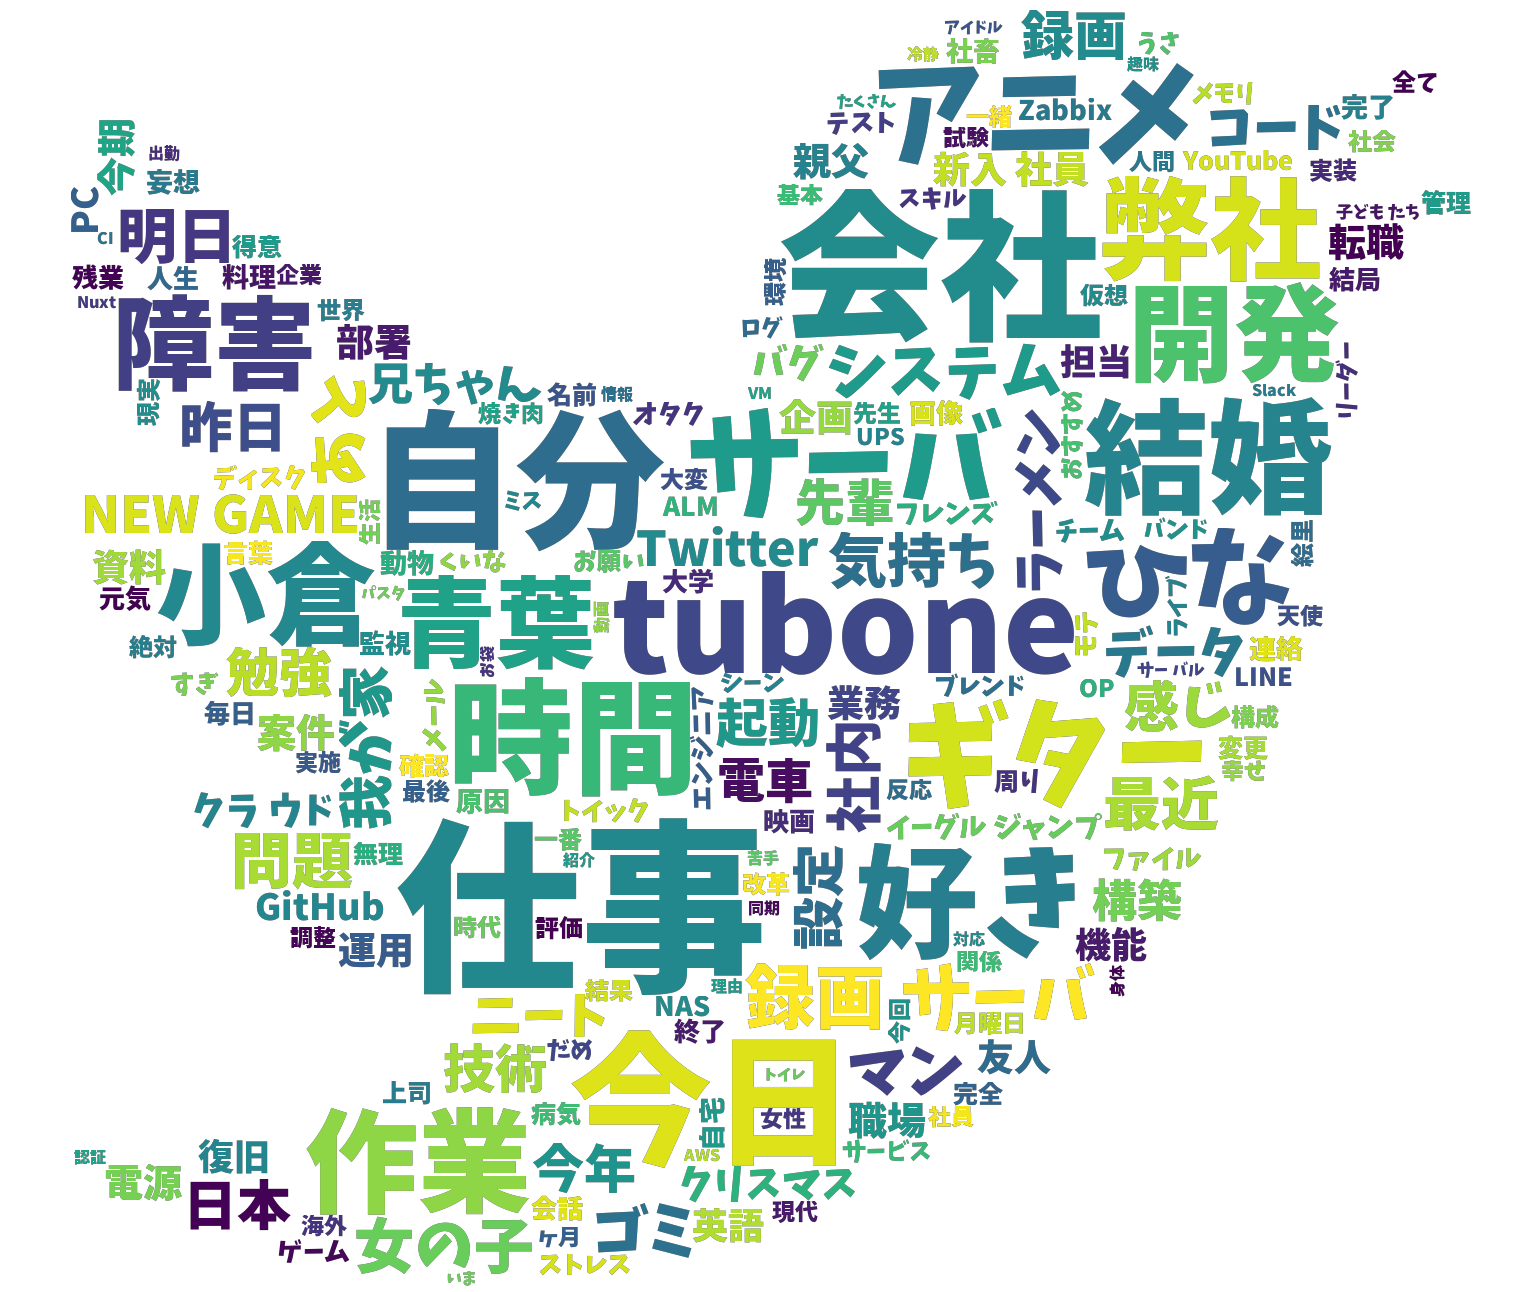 アイドル
録画
うさ
冷静
社畜
趣味
アニメ
全て
たくさん
メモリ
テスト
一緒
Zabbix
コード
完了
試験
社会
親父
新入
社員
人間
YouTube
実装
今期
出勤
妄想
PC
CI
明日
得意
基本
スキル
会社
弊社
子どもたち
管理
転職
結局
残業
人生
料理
企業
環境
仮想
開発
Nuxt
障害
世界
部署
ログ
バグ
システム
担当
リーダー
兄ちゃん
名前
情報
VM
Slack
現実
昨日
あと
焼き肉
オタク
企画
先生
画像
UPS
おすすめ
結婚
自分
サーバ
ラーメン
ディスク
大変
NEW GAME
生活
ミス
ALM
先輩
フレンズ
チーム
バンド
絵里
言葉
資料
小倉
動物
くいな
お願い
Twitter
気持ち
ひな
元気
パスタ
青葉
動画
大学
tubone
モテ
ライブ
天使
絶対
監視
お袋
データ
連絡
サーバル
LINE
すぎ
勉強
我が家
メール
シーン
ブレンド
OP
感じ
構成
毎日
案件
時間
エンジニア
起動
業務
社内
ギター
変更
幸せ
実施
確認
最後
原因
電車
反応
周り
最近
クラウド
トイック
映画
イーグルジャンプ
問題
無理
仕事
一番
紹介
苦手
改革
同期
設定
好き
ファイル
構築
GitHub
時代
評価
調整
運用
対応
関係
機能
身体
結果
理由
録画
サーバ
ニート
NAS
終了
今回
月曜日
技術
だめ
今日
トイレ
女性
マン
友人
上司
完全
作業
病気
自宅
職場
社員
認証
電源
復旧
今年
AWS
サービス
日本
クリスマス
海外
会話
ゴミ
英語
現代
ゲーム
女の子
ヶ月
ストレス
いま